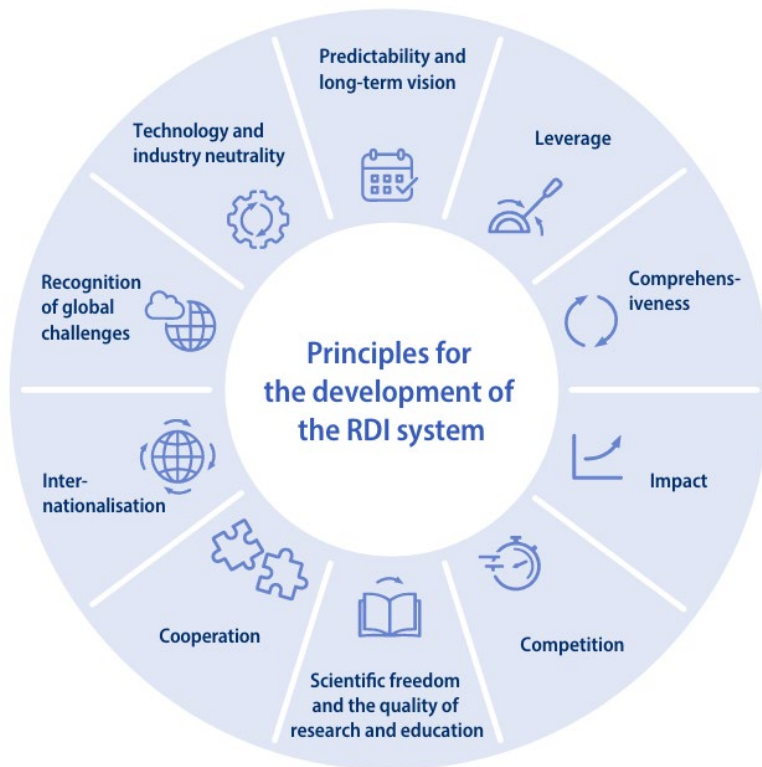 Predictability and
long-term vision
Leverage
Comprehens-
iveness
Impact
Competition
Scientific freedom
and the quality of
research and education
Cooperation
Inter-
nationalisation
Recognition
of global
challenges
Technology and
industry neutrality
Principles for
the development of
the RDI system